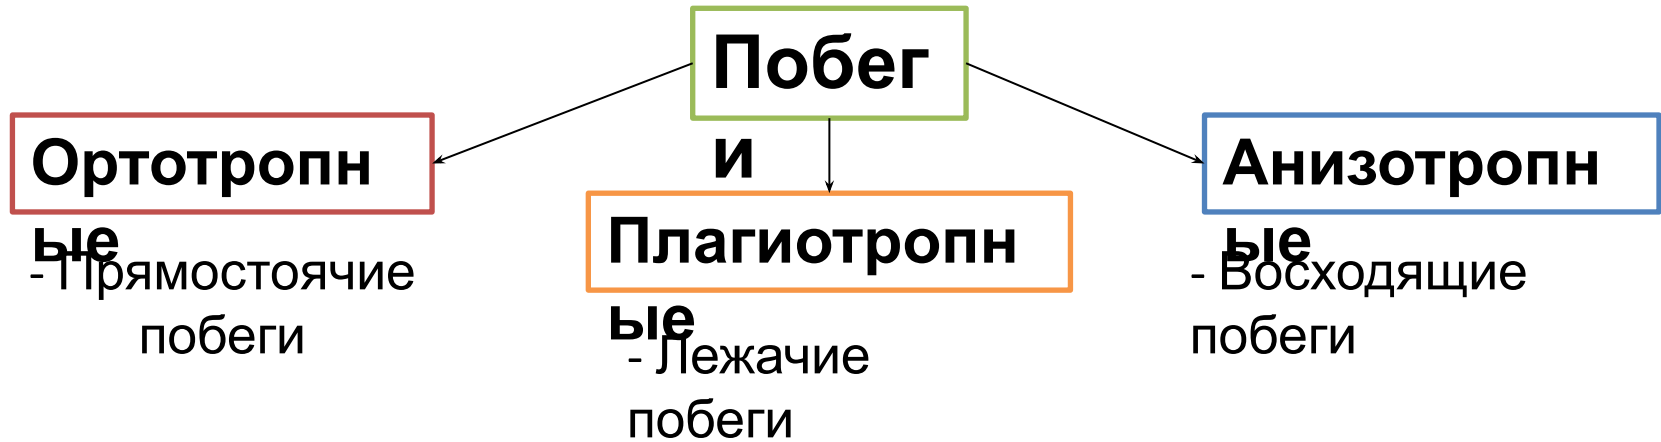 Побег
и
Ортотропн
ые
- Прямостоячие
побеги
Плагиотропн
ые
- Лежачие
побеги
Анизотропн
ые
- Восходящие
побеги